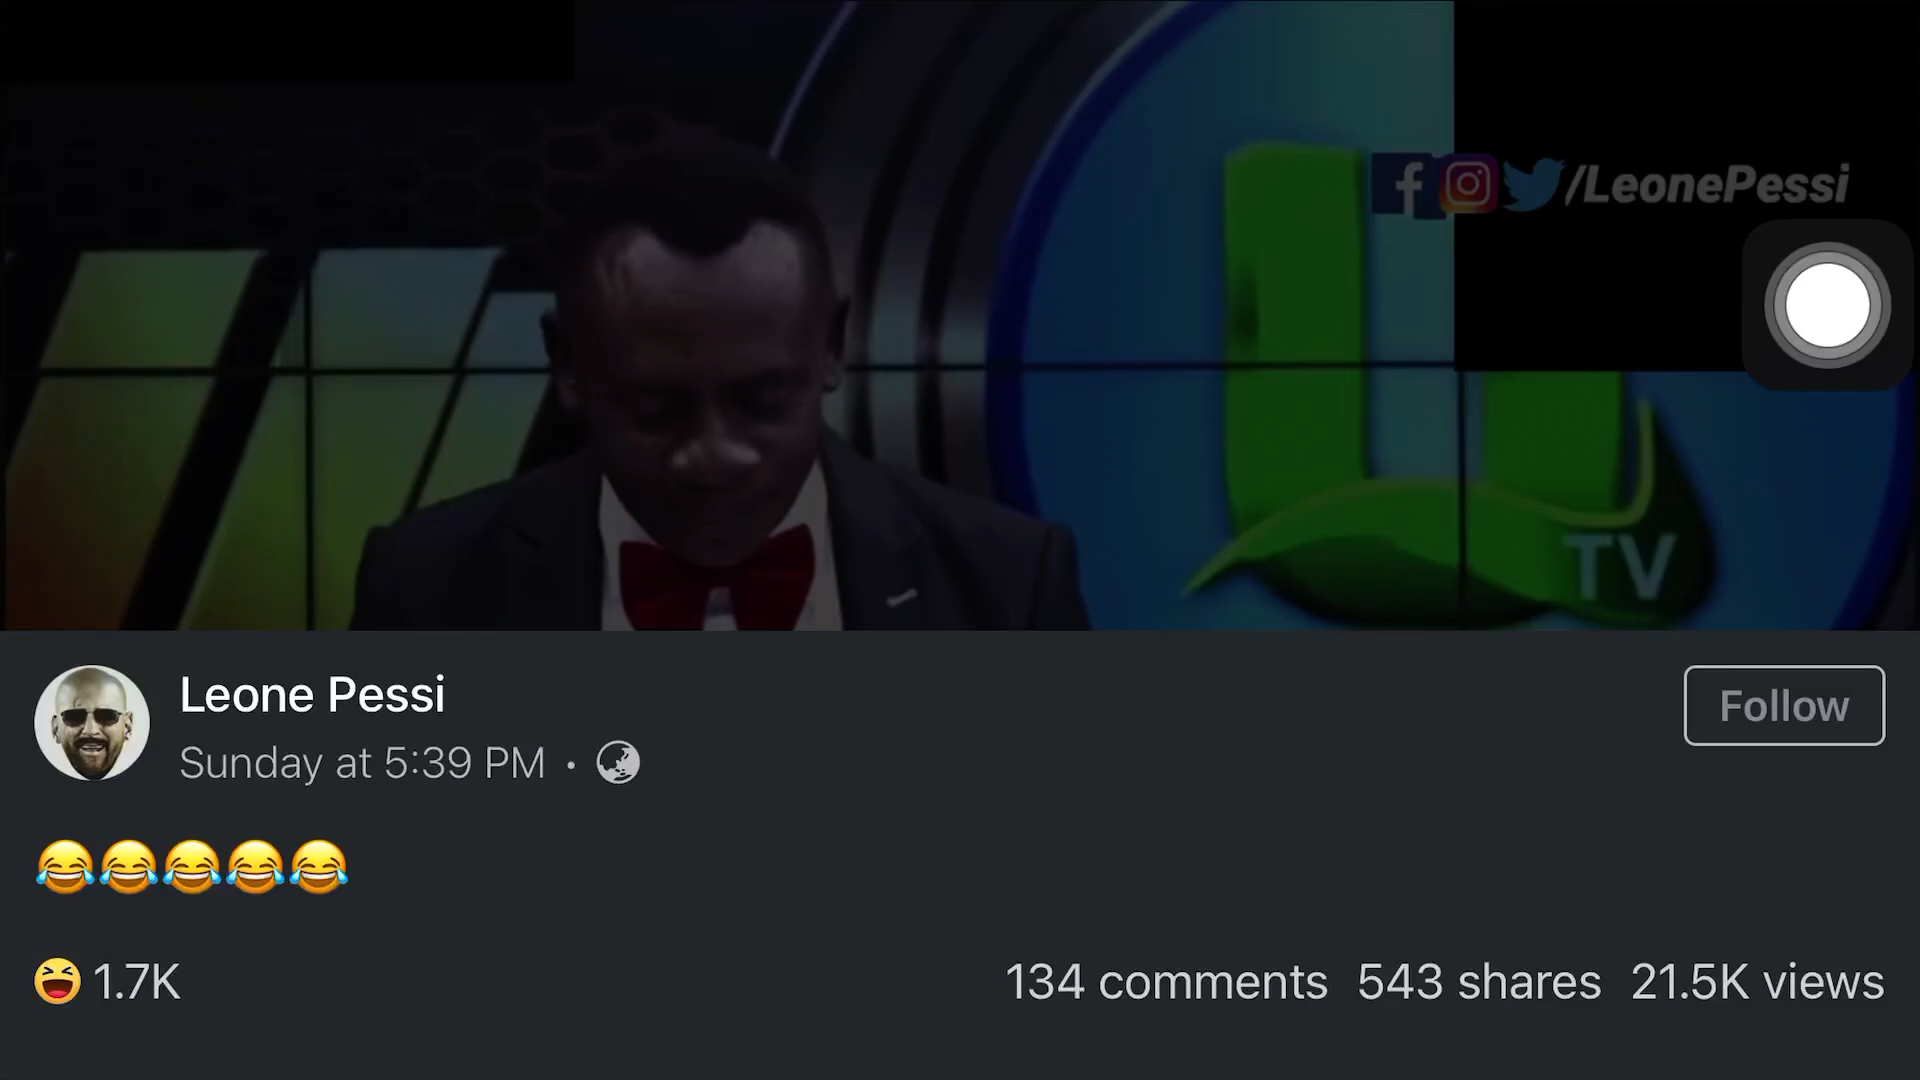 /LeonePessi
TV
Leone Pessi
Follow
Sunday at 5:39 PM ·
😂😂😂😂😂
1.7K
134 comments 543 shares 21.5K views